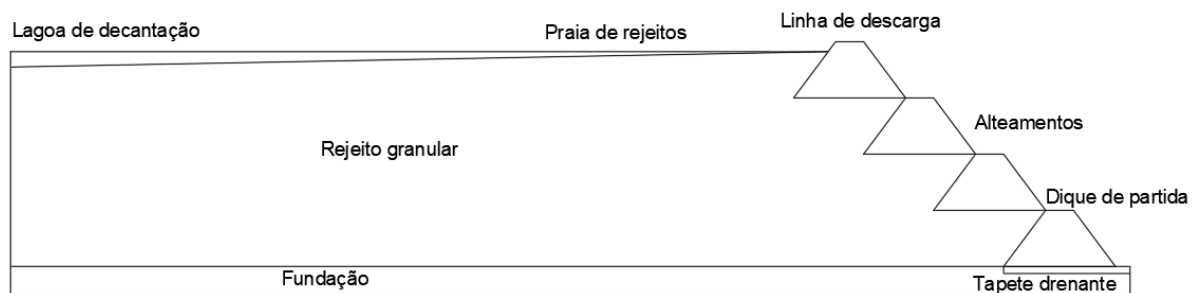 Linha de descarga
Lagoa de decantação
Praia de rejeitos
Alteamentos
Rejeito granular
Dique de partida
Fundação
Tapete drenante